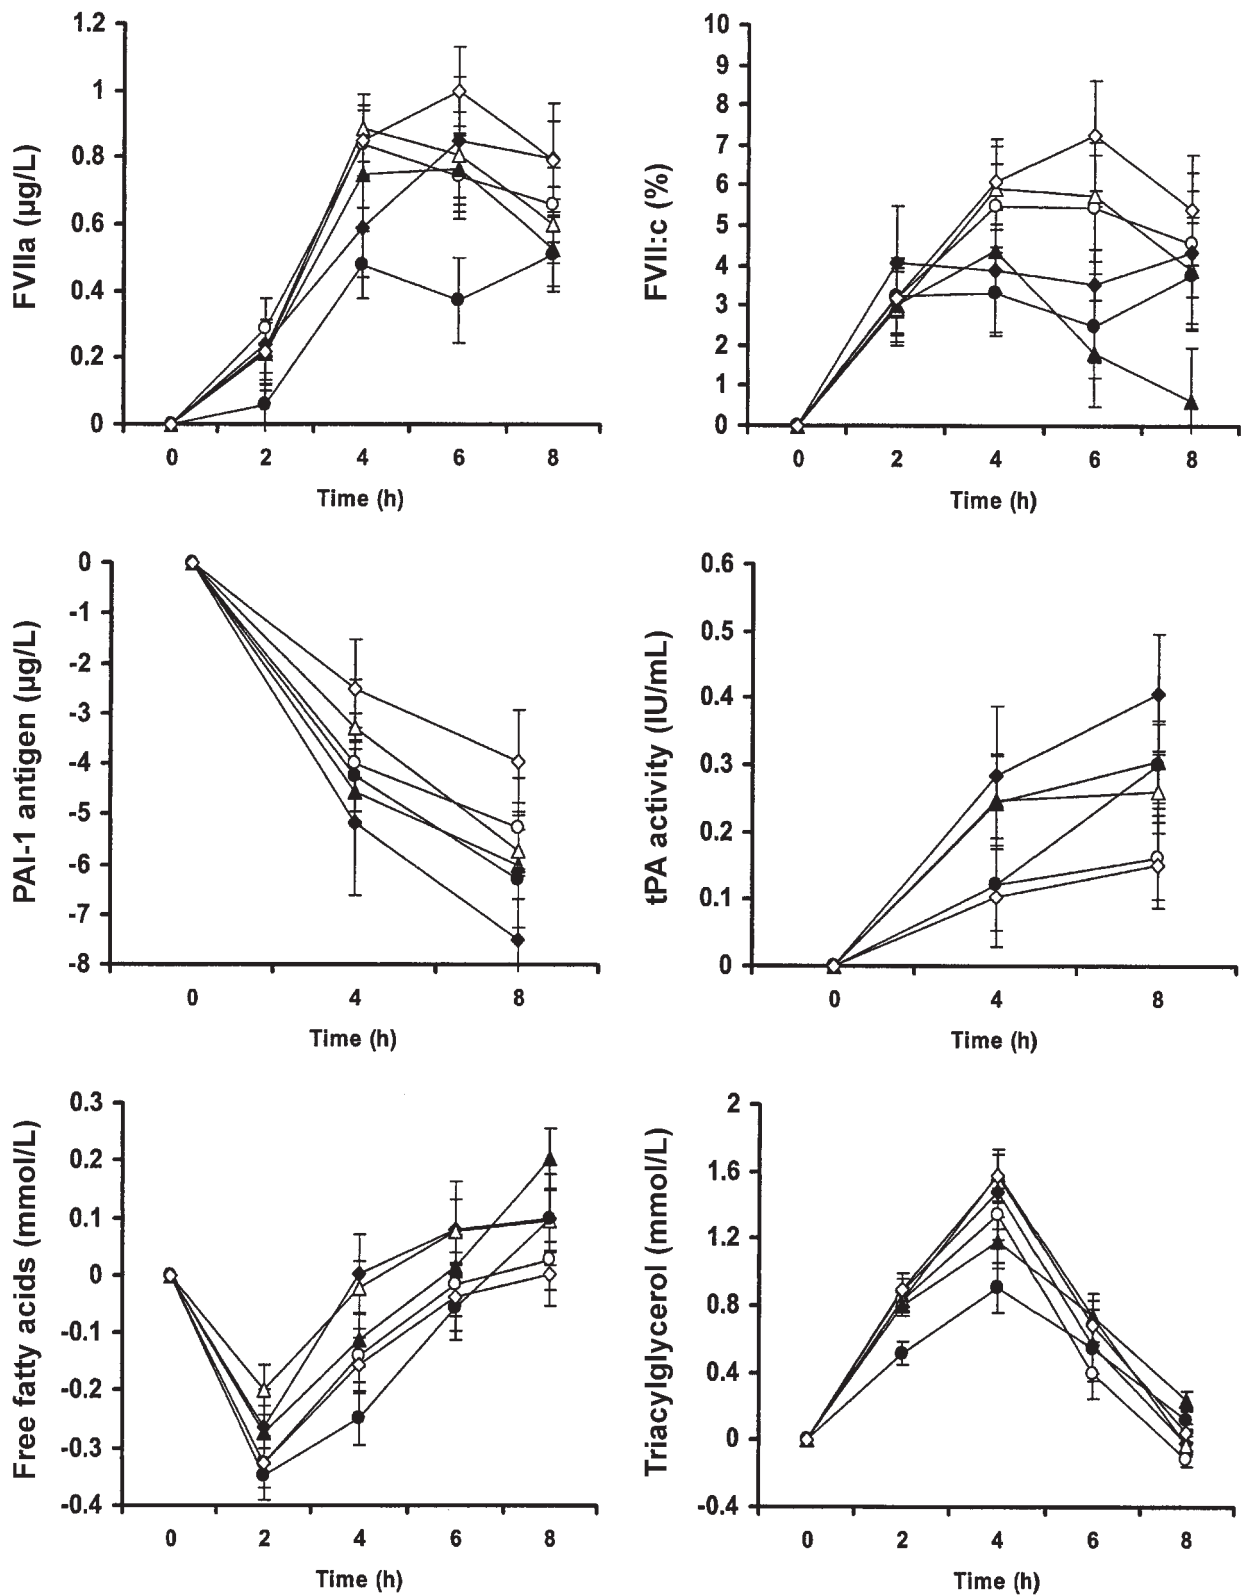 FVIIa (µg/L)
1.2
1
0.8
0.6
0.4
0.2
0
0 2 4 6 8
Time (h)
FVII:c (%)
10
9
8
7
6
5
4
3
2
1
0
0 2 4 6 8
Time (h)
PAI-1 antigen (µg/L)
0
-1
-2
-3
-4
-5
-6
-7
-8
0 4 8
Time (h)
tPA activity (IU/mL)
0.6
0.5
0.4
0.3
0.2
0.1
0
0 4 8
Time (h)
Free fatty acids (mmol/L)
0.3
0.2
0.1
0
-0.1
-0.2
-0.3
-0.4
0 2 4 6 8
Time (h)
Triacylglycerol (mmol/L)
2
1.6
1.2
0.8
0.4
0
-0.4
0 2 4 6 8
Time (h)